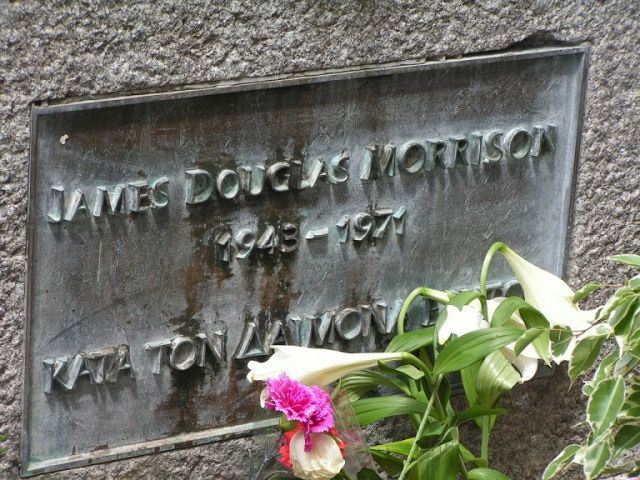 JAMES DOUGLAS MORRISON
1943 - 1971
ΚΑΤΑ ΤΟΝ ΔΑΙΜΟΝΑ